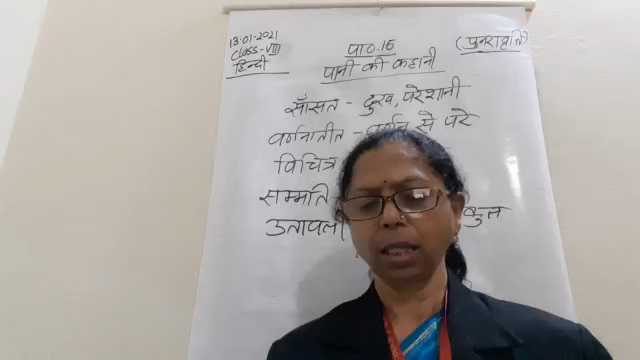 13-01-2021
CLASS-VIII
हिन्दी
पाठ.16
(पुनरावृत्ति)
पानी की कहानी
साँसत - दुख, परेशानी
वर्णनातीत - वर्णन से परे
विचित्र
सम्मति -
उतावली कुल